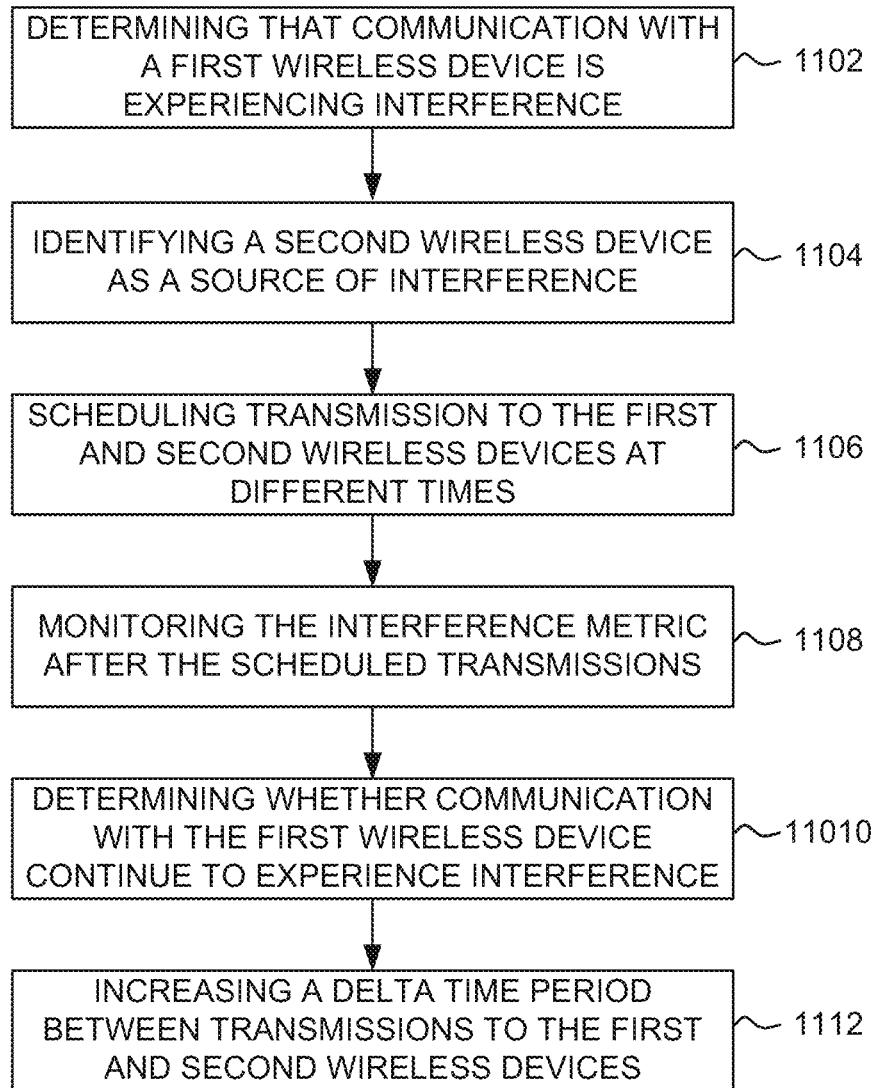 DETERMINING THAT COMMUNICATION WITH
A FIRST WIRELESS DEVICE IS
EXPERIENCING INTERFERENCE
1102
IDENTIFYING A SECOND WIRELESS DEVICE
AS A SOURCE OF INTERFERENCE
1104
SCHEDULING TRANSMISSION TO THE FIRST
AND SECOND WIRELESS DEVICES AT
DIFFERENT TIMES
1106
MONITORING THE INTERFERENCE METRIC
AFTER THE SCHEDULED TRANSMISSIONS
1108
DETERMINING WHETHER COMMUNICATION
WITH THE FIRST WIRELESS DEVICE
CONTINUE TO EXPERIENCE INTERFERENCE
11010
INCREASING A DELTA TIME PERIOD
BETWEEN TRANSMISSIONS TO THE FIRST
AND SECOND WIRELESS DEVICES
1112